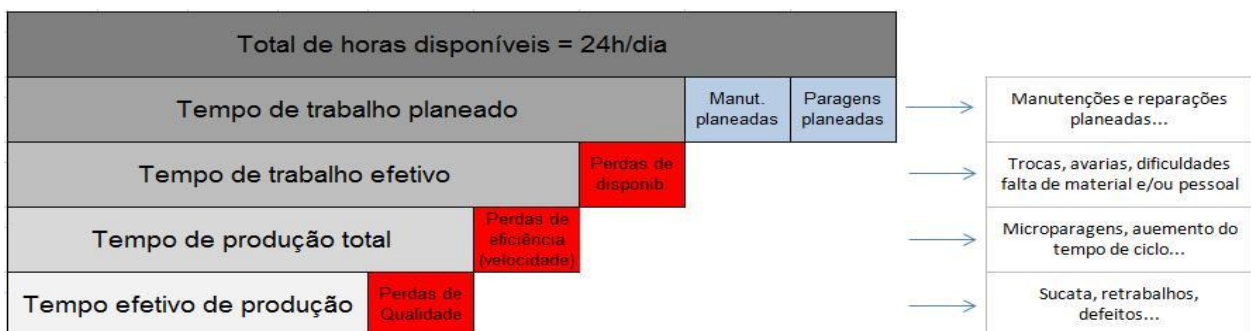 Total de horas disponíveis = 24h/dia
Tempo de trabalho planeado
Manut.
planeadas
Paragens
planeadas
Manutenções e reparações
planeadas...
Tempo de trabalho efetivo
Perdas de
disponib.
Trocas, avarias, dificuldades
falta de material e/ou pessoal
Tempo de produção total
Perdas de
eficiência
(velocidade)
Microparagens, auemento do
tempo de ciclo...
Tempo efetivo de produção
Perdas de
Qualidade
Sucata, retrabalhos,
defeitos...